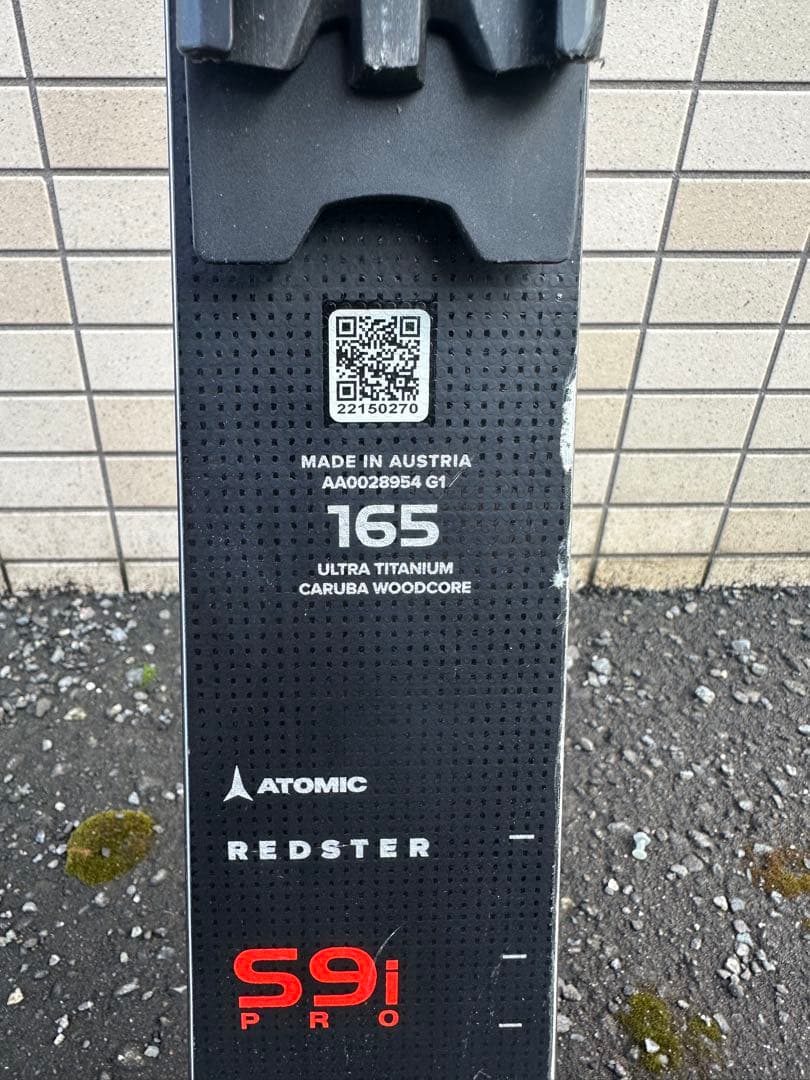 22150270
MADE IN AUSTRIA
AA0028954 G1
165
ULTRA TITANIUM
CARUBA WOODCORE
ATOMIC
REDSTER
S9i
PRO